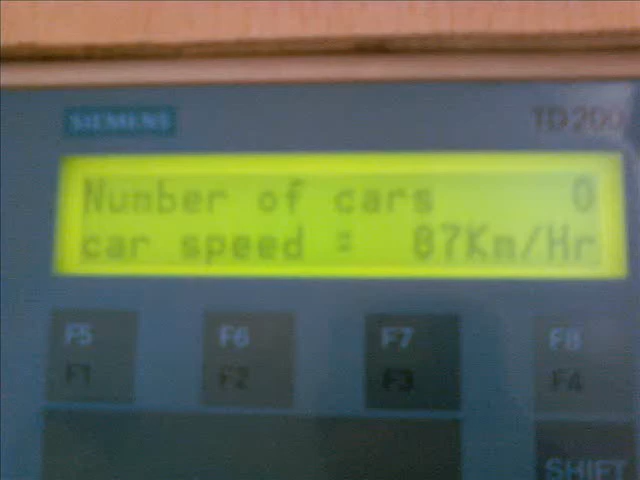 SIEMENS TD200
Number of cars 0
car speed = 87Km/Hr
F5 F6 F7 F8
F1 F2 F3 F4
SHIFT